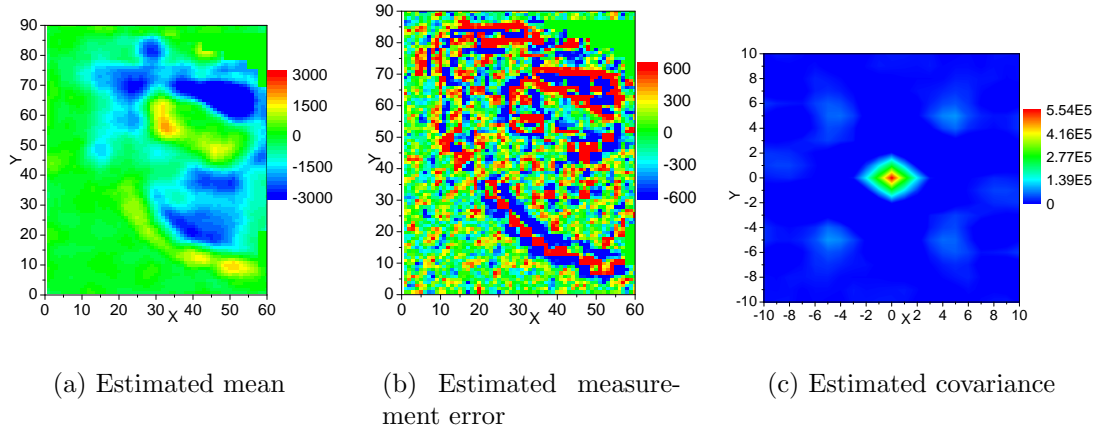 90
80
70
60
50
40
30
20
10
0
Y
0 10 20 30 40 50 60
X
3000
1500
0
-1500
-3000
90
80
70
60
50
40
30
20
10
0
Y
0 10 20 30 40 50 60
X
600
300
0
-300
-600
10
8
6
4
2
0
-2
-4
-6
-8
-10
Y
-10 -8 -6 -4 -2 0 2 4 6 8 10
X
5.54E5
4.16E5
2.77E5
1.39E5
0
(a) Estimated mean
(b) Estimated measure-
ment error
(c) Estimated covariance